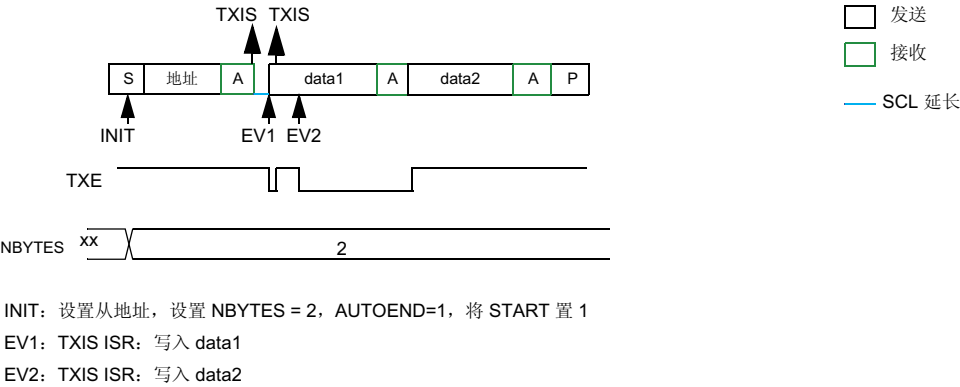 TXIS TXIS
发送
接收
SCL 延长
S 地址 A data1 A data2 A P
INIT EV1 EV2
TXE
NBYTES xx 2
INIT：设置从地址，设置 NBYTES = 2，AUTOEND=1，将 START 置 1
EV1：TXIS ISR：写入 data1
EV2：TXIS ISR：写入 data2